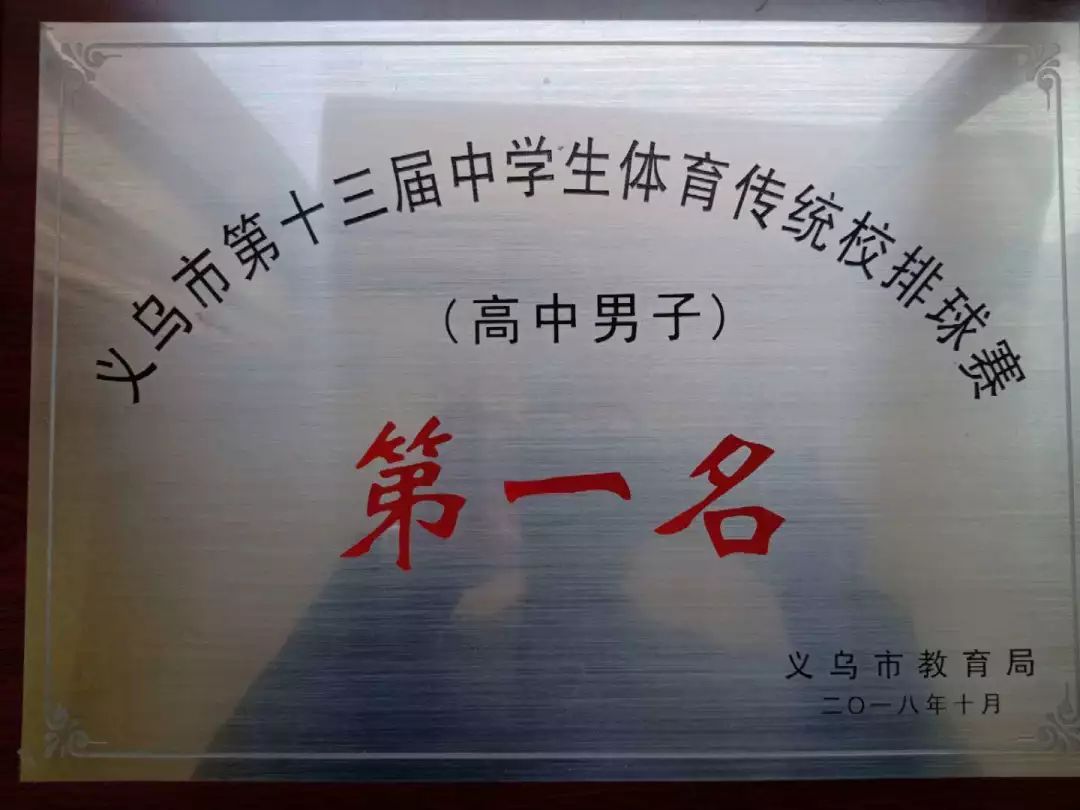 义乌市第十三届中学生体育传统校排球赛
（高中男子）
第一名
义乌市教育局
二〇一八年十月